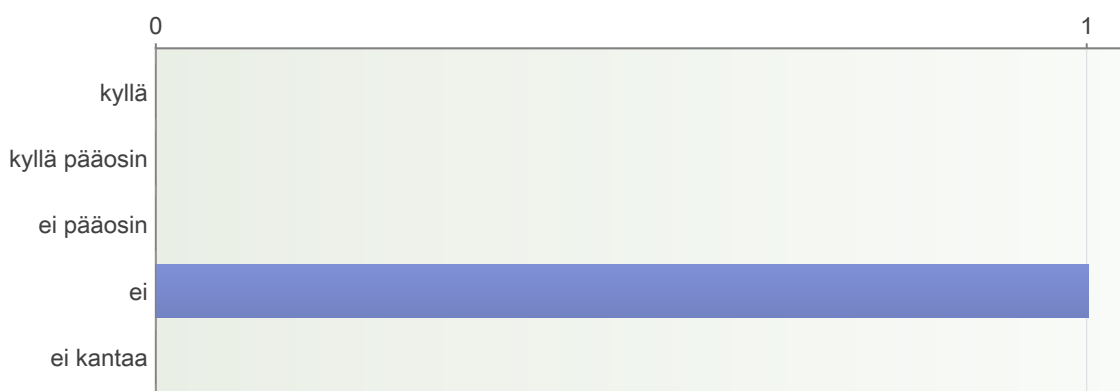 0 1
kyllä
kyllä pääosin
ei pääosin
ei
ei kantaa